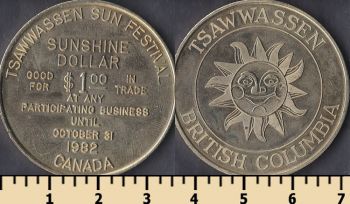 TSAWWASSEN SUN FESTIVAL
SUNSHINE
DOLLAR
GOOD FOR $1.00 IN TRADE
AT ANY
PARTICIPATING BUSINESS
UNTIL
OCTOBER 31
1982
CANADA
TSAWWASSEN
BRITISH COLUMBIA
1 2 3 4 5 6 7